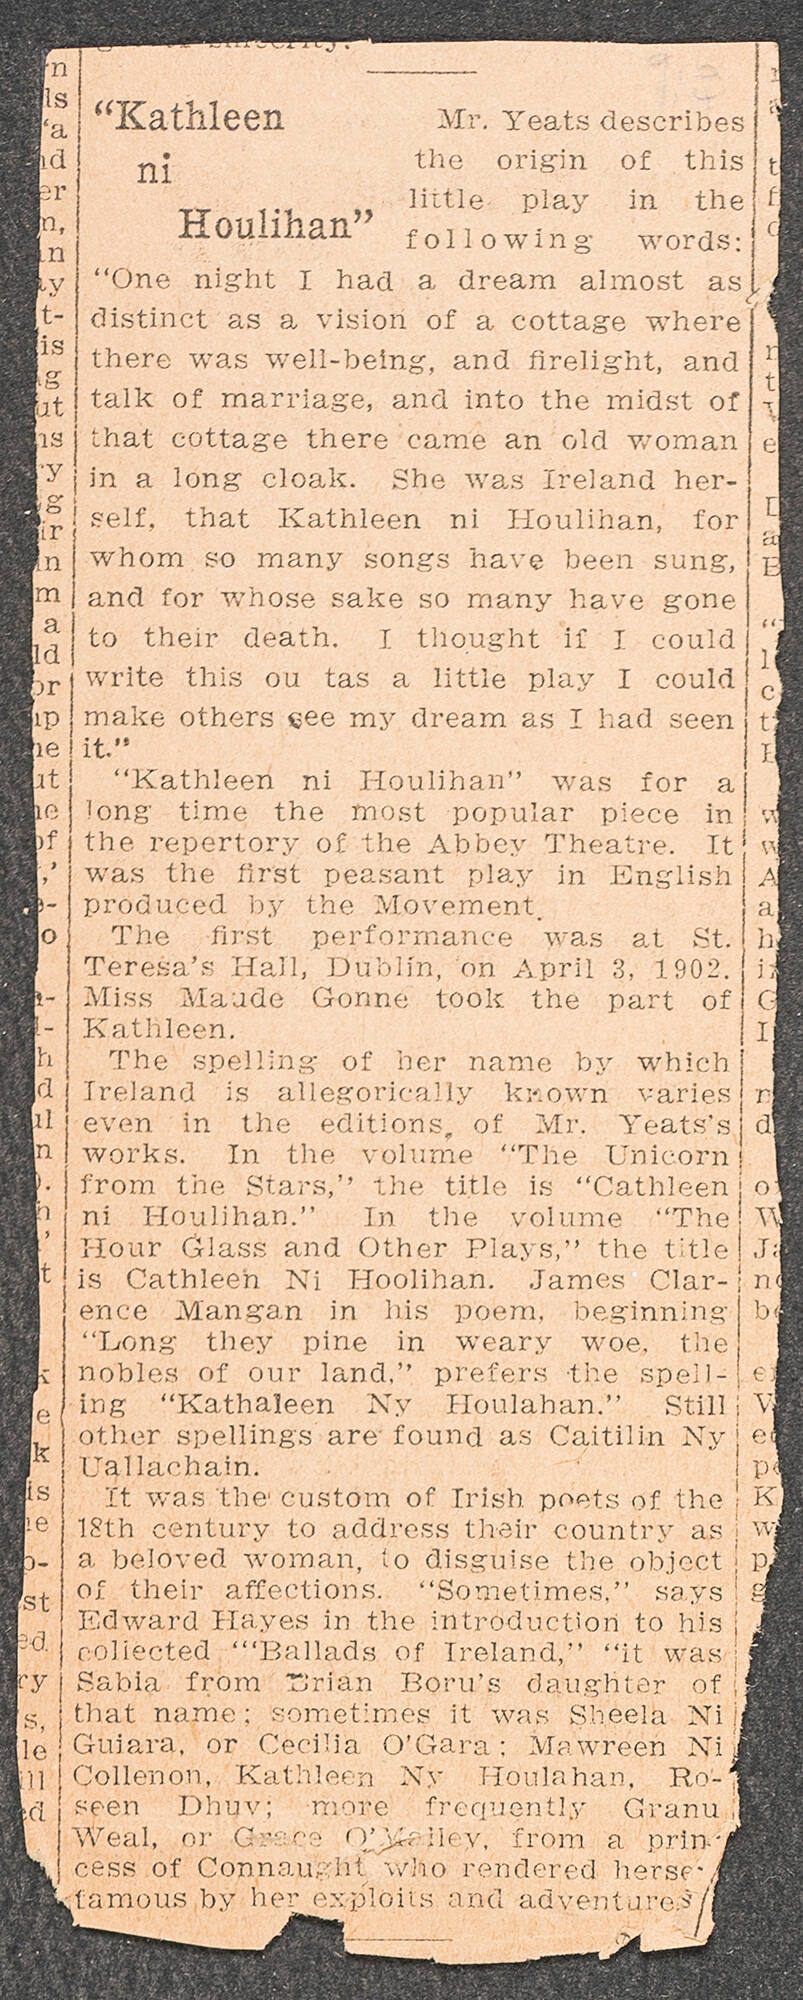 "Kathleen
ni
Houlihan"
Mr. Yeats describes
the origin of this
little play in the
following words:
"One night I had a dream almost as
distinct as a vision of a cottage where
there was well-being, and firelight, and
talk of marriage, and into the midst of
that cottage there came an old woman
in a long cloak. She was Ireland her-
self, that Kathleen ni Houlihan, for
whom so many songs have been sung,
and for whose sake so many have gone
to their death. I thought if I could
write this ou tas a little play I could
make others see my dream as I had seen
it."
"Kathleen ni Houlihan" was for a
long time the most popular piece in
the repertory of the Abbey Theatre. It
was the first peasant play in English
produced by the Movement.
The first performance was at St.
Teresa's Hall, Dublin, on April 3, 1902.
Miss Maude Gonne took the part of
Kathleen.
The spelling of her name by which
Ireland is allegorically known varies
even in the editions, of Mr. Yeats's
works. In the volume "The Unicorn
from the Stars," the title is "Cathleen
ni Houlihan." In the volume "The
Hour Glass and Other Plays," the title
is Cathleen Ni Hoolihan. James Clar-
ence Mangan in his poem, beginning
"Long they pine in weary woe, the
nobles of our land," prefers the spell-
ing "Kathaleen Ny Houlahan." Still
other spellings are found as Caitilin Ny
Uallachain.
It was the custom of Irish poets of the
18th century to address their country as
a beloved woman, to disguise the object
of their affections. "Sometimes," says
Edward Hayes in the introduction to his
collected "'Ballads of Ireland," "it was
Sabia from Brian Boru's daughter of
that name; sometimes it was Sheela Ni
Guiara, or Cecilia O'Gara; Mawreen Ni
Collenon, Kathleen Ny Houlahan, Ro-
seen Dhuv; more frequently Granu
Weal, or Grace O'Malley, from a prin-
cess of Connaught who rendered herse
famous by her exploits and adventures